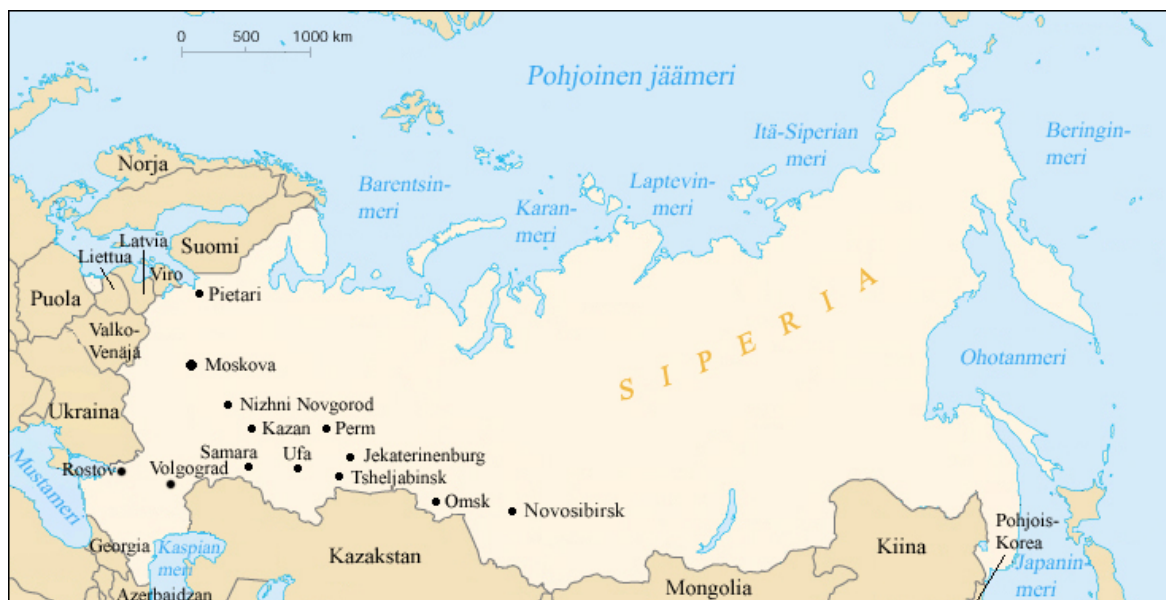 0 500 1000 km
Pohjoinen jäämeri
Itä-Siperian
meri
Beringin-
meri
Norja
Barentsin-
meri
Karan-
meri
Laptevin-
meri
Latvia
Liettua
Suomi
Viro
Puola
Pietari
Valko-
Venäjä
SIPERIA
Moskova
Ohotanmeri
Ukraina
Nizhni Novgorod
Kazan
Perm
Mustameri
Rostov
Volgograd
Samara
Ufa
Jekaterinenburg
Tsheljabinsk
Omsk
Novosibirsk
Georgia
Kaspian
meri
Kazakstan
Kiina
Pohjois-
Korea
Japanin-
meri
Mongolia
Azerbaidzan